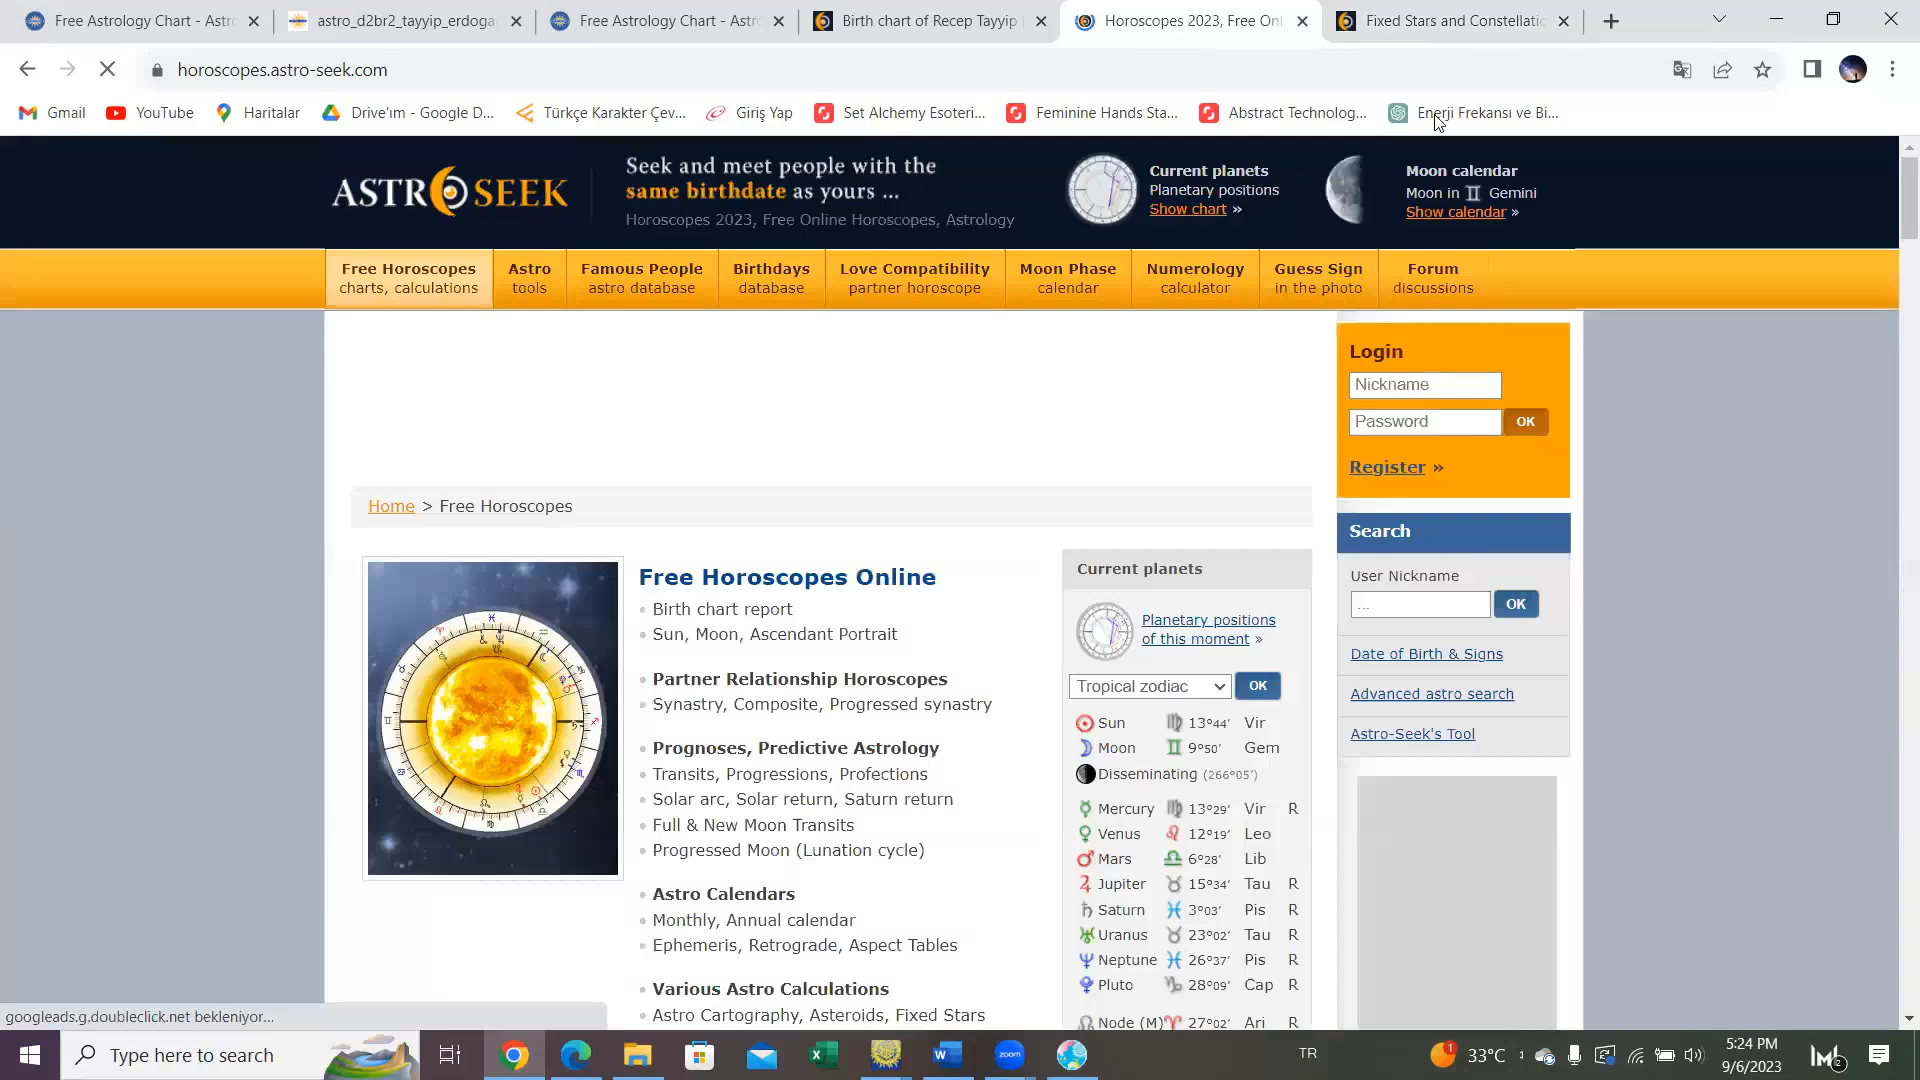 Free Astrology Chart - Astr
astro_d2br2_tayyip_erdoga
Free Astrology Chart - Astr
Birth chart of Recep Tayyip
Horoscopes 2023, Free Onl
Fixed Stars and Constellatio
horoscopes.astro-seek.com
Gmail
YouTube
Haritalar
Drive'ım - Google D...
Türkçe Karakter Çev...
Giriş Yap
Set Alchemy Esoteri...
Feminine Hands Sta...
Abstract Technolog...
Enerji Frekansı ve Bi...
ASTROSEEK
Seek and meet people with the
same birthdate as yours ...
Horoscopes 2023, Free Online Horoscopes, Astrology
Current planets
Planetary positions
Show chart »
Moon calendar
Moon in ♊ Gemini
Show calendar »
Free Horoscopes
charts, calculations
Astro
tools
Famous People
astro database
Birthdays
database
Love Compatibility
partner horoscope
Moon Phase
calendar
Numerology
calculator
Guess Sign
in the photo
Forum
discussions
Home > Free Horoscopes
Free Horoscopes Online
Birth chart report
Sun, Moon, Ascendant Portrait
Partner Relationship Horoscopes
Synastry, Composite, Progressed synastry
Prognoses, Predictive Astrology
Transits, Progressions, Profections
Solar arc, Solar return, Saturn return
Full & New Moon Transits
Progressed Moon (Lunation cycle)
Astro Calendars
Monthly, Annual calendar
Ephemeris, Retrograde, Aspect Tables
Various Astro Calculations
Astro Cartography, Asteroids, Fixed Stars
Current planets
Planetary positions
of this moment »
Tropical zodiac OK
Sun 13°44' Vir
Moon 9°50' Gem
Disseminating (266°05')
Mercury 13°29' Vir R
Venus 12°19' Leo
Mars 6°28' Lib
Jupiter 15°34' Tau R
Saturn 3°03' Pis R
Uranus 23°02' Tau R
Neptune 26°37' Pis R
Pluto 28°09' Cap R
Node (M) 27°02' Ari R
Login
Nickname
Password OK
Register »
Search
User Nickname
... OK
Date of Birth & Signs
Advanced astro search
Astro-Seek's Tool
googleads.g.doubleclick.net bekleniyor...
Type here to search
zoom
TR
1
33°C
5:24 PM
9/6/2023
2